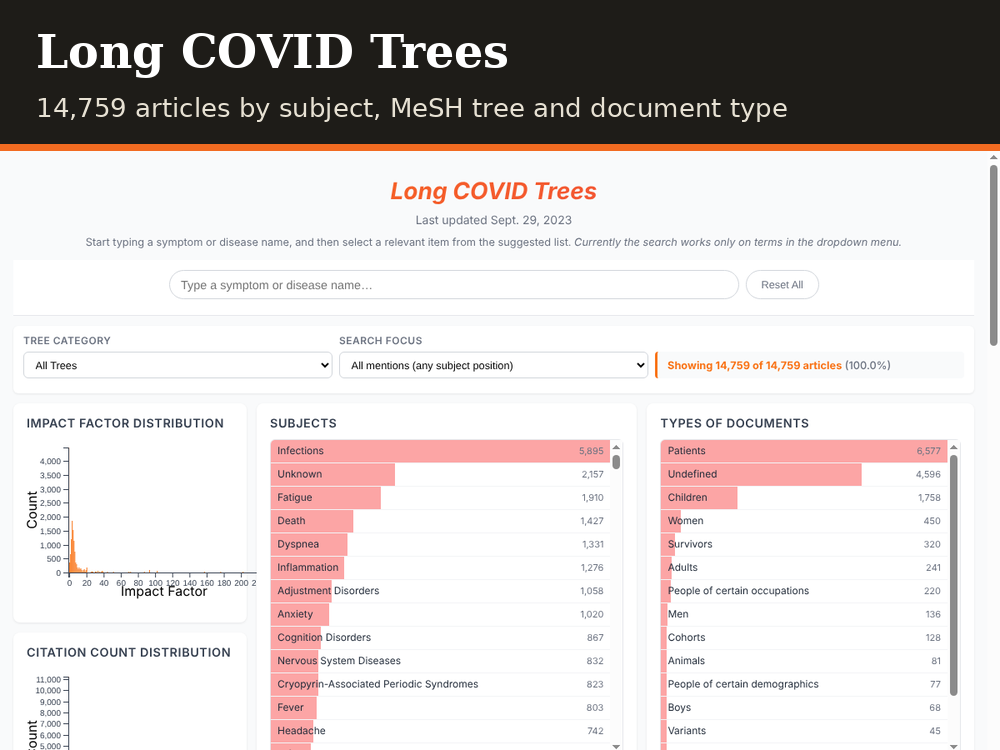 Long COVID Trees
14,759 articles by subject, MeSH tree and document type
Long COVID Trees
Last updated Sept. 29, 2023
Start typing a symptom or disease name, and then select a relevant item from the suggested list. Currently the search works only on terms in the dropdown menu.
Type a symptom or disease name…
Reset All
TREE CATEGORY
All Trees
SEARCH FOCUS
All mentions (any subject position)
Showing 14,759 of 14,759 articles (100.0%)
IMPACT FACTOR DISTRIBUTION
Count
4,000
3,500
3,000
2,500
2,000
1,500
1,000
500
0
0 20 40 60 80 100 120 140 160 180 200 2
Impact Factor
CITATION COUNT DISTRIBUTION
11,000
10,000
9,000
8,000
7,000
6,000
5,000
SUBJECTS
Infections 5,895
Unknown 2,157
Fatigue 1,910
Death 1,427
Dyspnea 1,331
Inflammation 1,276
Adjustment Disorders 1,058
Anxiety 1,020
Cognition Disorders 867
Nervous System Diseases 832
Cryopyrin-Associated Periodic Syndromes 823
Fever 803
Headache 742
TYPES OF DOCUMENTS
Patients 6,577
Undefined 4,596
Children 1,758
Women 450
Survivors 320
Adults 241
People of certain occupations 220
Men 136
Cohorts 128
Animals 81
People of certain demographics 77
Boys 68
Variants 45